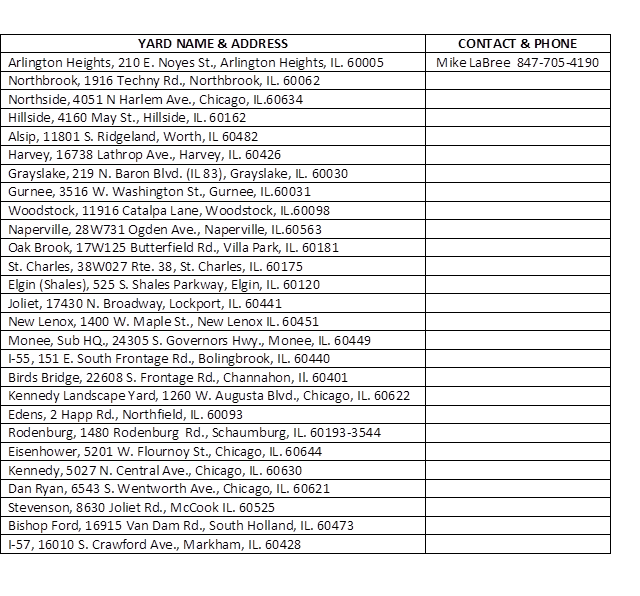 YARD NAME & ADDRESS CONTACT & PHONE
Arlington Heights, 210 E. Noyes St., Arlington Heights, IL. 60005 Mike LaBree 847-705-4190
Northbrook, 1916 Techny Rd., Northbrook, IL. 60062
Northside, 4051 N Harlem Ave., Chicago, IL.60634
Hillside, 4160 May St., Hillside, IL. 60162
Alsip, 11801 S. Ridgeland, Worth, IL 60482
Harvey, 16738 Lathrop Ave., Harvey, IL. 60426
Grayslake, 219 N. Baron Blvd. (IL 83), Grayslake, IL. 60030
Gurnee, 3516 W. Washington St., Gurnee, IL.60031
Woodstock, 11916 Catalpa Lane, Woodstock, IL.60098
Naperville, 28W731 Ogden Ave., Naperville, IL.60563
Oak Brook, 17W125 Butterfield Rd., Villa Park, IL. 60181
St. Charles, 38W027 Rte. 38, St. Charles, IL. 60175
Elgin (Shales), 525 S. Shales Parkway, Elgin, IL. 60120
Joliet, 17430 N. Broadway, Lockport, IL. 60441
New Lenox, 1400 W. Maple St., New Lenox IL. 60451
Monee, Sub HQ., 24305 S. Governors Hwy., Monee, IL. 60449
I-55, 151 E. South Frontage Rd., Bolingbrook, IL. 60440
Birds Bridge, 22608 S. Frontage Rd., Channahon, Il. 60401
Kennedy Landscape Yard, 1260 W. Augusta Blvd., Chicago, IL. 60622
Edens, 2 Happ Rd., Northfield, IL. 60093
Rodenburg, 1480 Rodenburg Rd., Schaumburg, IL. 60193-3544
Eisenhower, 5201 W. Flournoy St., Chicago, IL. 60644
Kennedy, 5027 N. Central Ave., Chicago, IL. 60630
Dan Ryan, 6543 S. Wentworth Ave., Chicago, IL. 60621
Stevenson, 8630 Joliet Rd., McCook IL. 60525
Bishop Ford, 16915 Van Dam Rd., South Holland, IL. 60473
I-57, 16010 S. Crawford Ave., Markham, IL. 60428